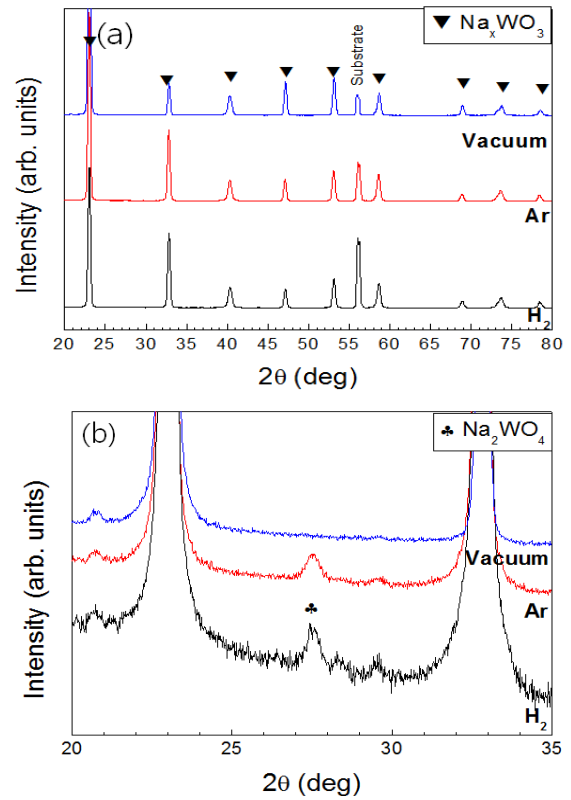 (a)
▼ NaₓWO₃
Substrate
Vacuum
Ar
H₂
Intensity (arb. units)
20 25 30 35 40 45 50 55 60 65 70 75 80
2θ (deg)
(b)
♣ Na₂WO₄
Vacuum
Ar
♣
H₂
Intensity (arb. units)
20 25 30 35
2θ (deg)